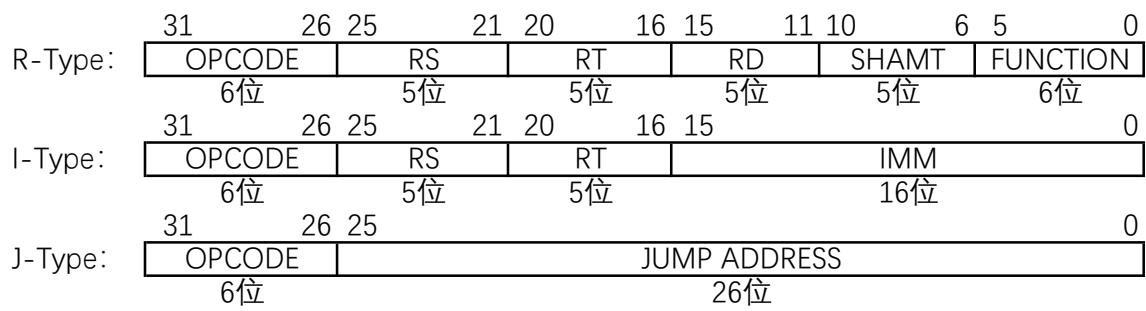 31 26 25 21 20 16 15 11 10 6 5 0
R-Type: OPCODE RS RT RD SHAMT FUNCTION
6位 5位 5位 5位 5位 6位
31 26 25 21 20 16 15 0
I-Type: OPCODE RS RT IMM
6位 5位 5位 16位
31 26 25 0
J-Type: OPCODE JUMP ADDRESS
6位 26位